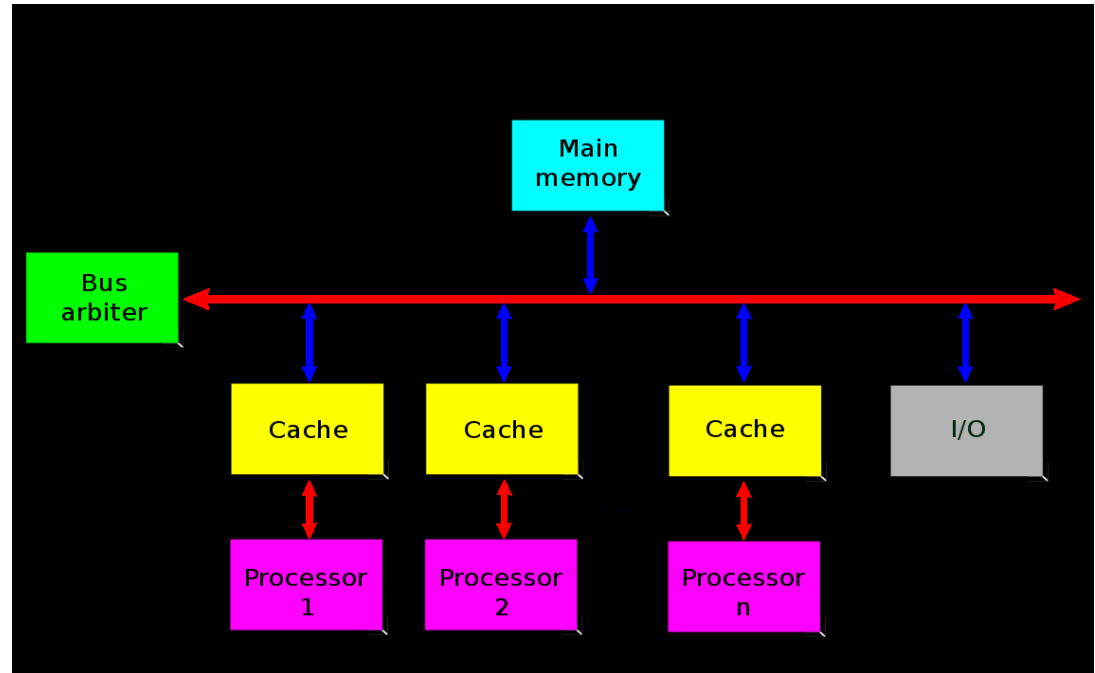 Main
memory
Bus
arbiter
Cache
Cache
Cache
I/O
Processor
1
Processor
2
Processor
n